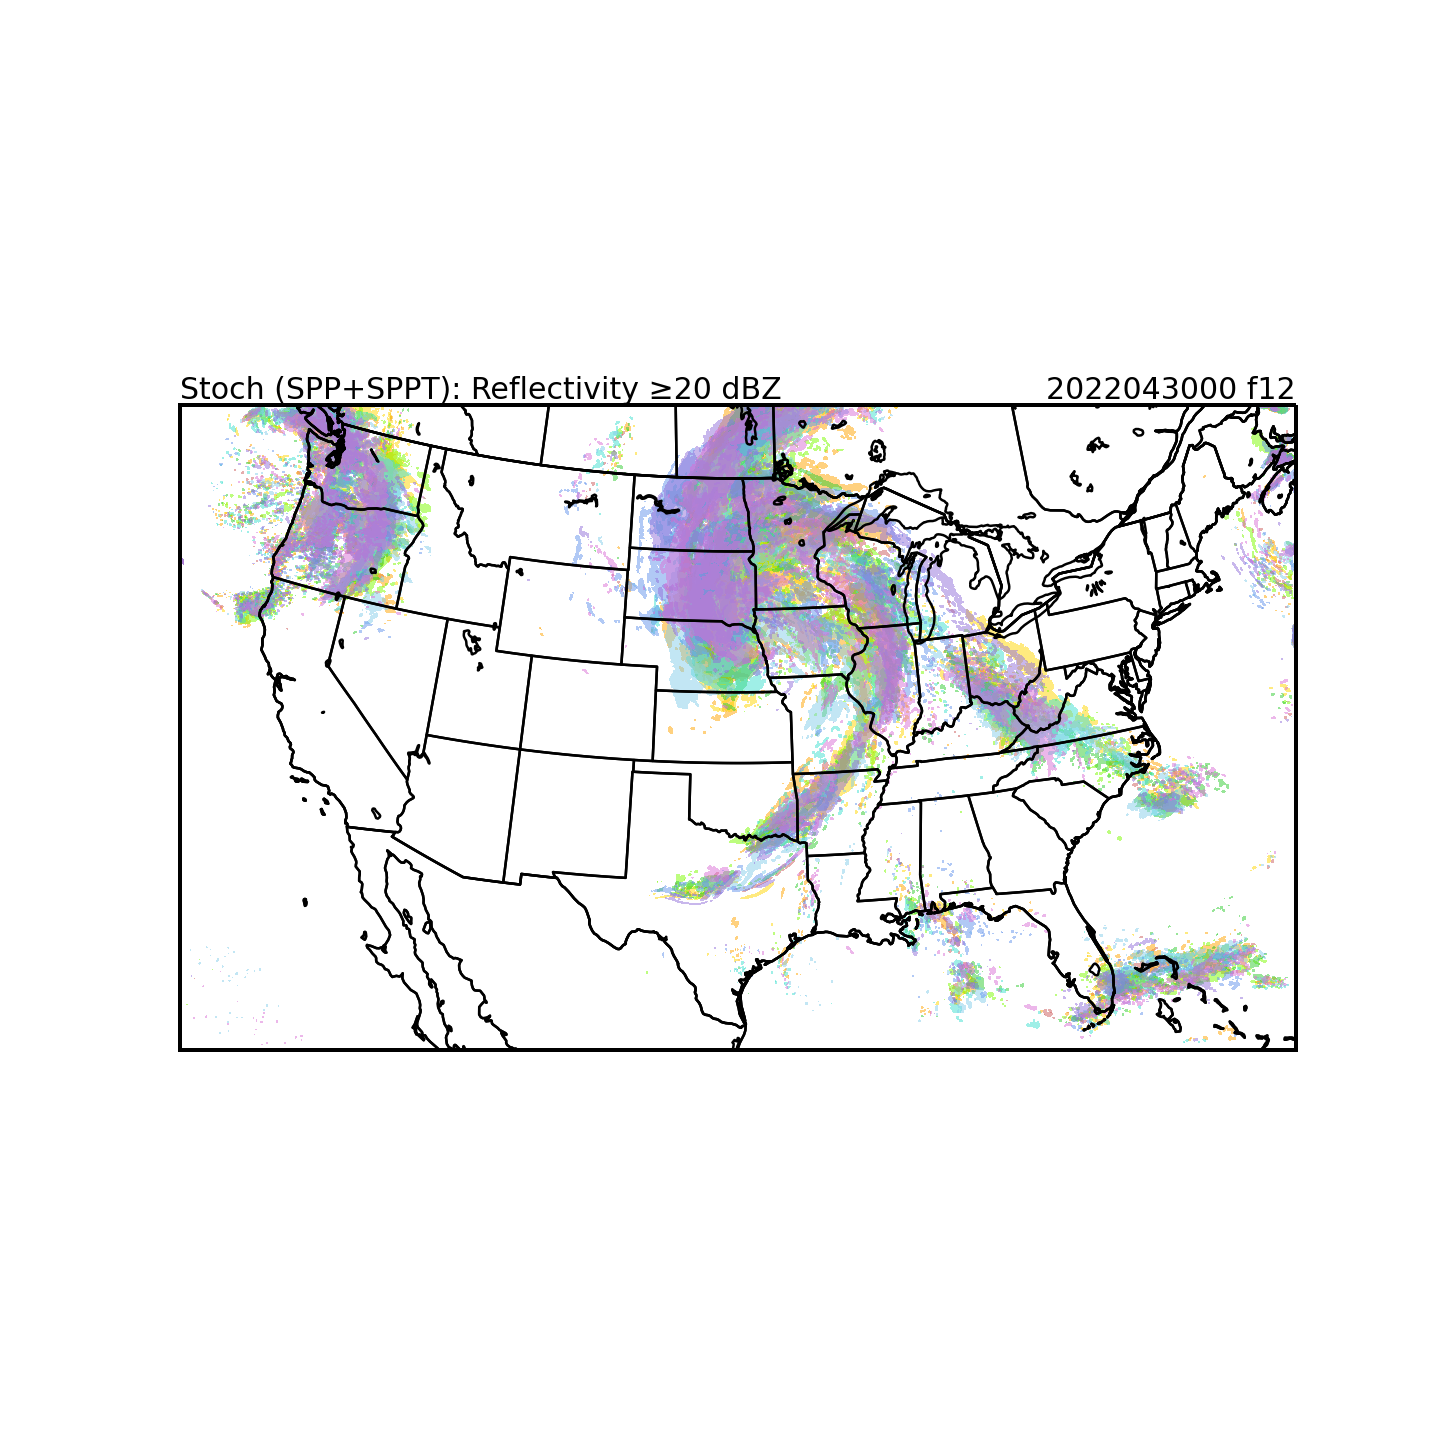 Stoch (SPP+SPPT): Reflectivity ≥20 dBZ 2022043000 f12